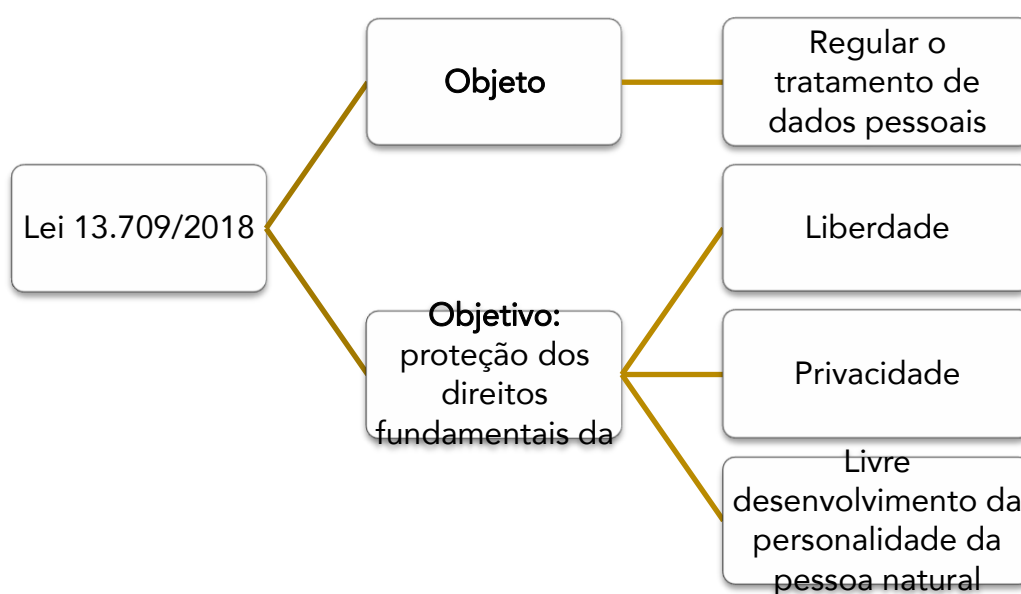 Lei 13.709/2018
Objeto
Regular o
tratamento de
dados pessoais
Objetivo:
proteção dos
direitos
fundamentais da
Liberdade
Privacidade
Livre
desenvolvimento da
personalidade da
pessoa natural